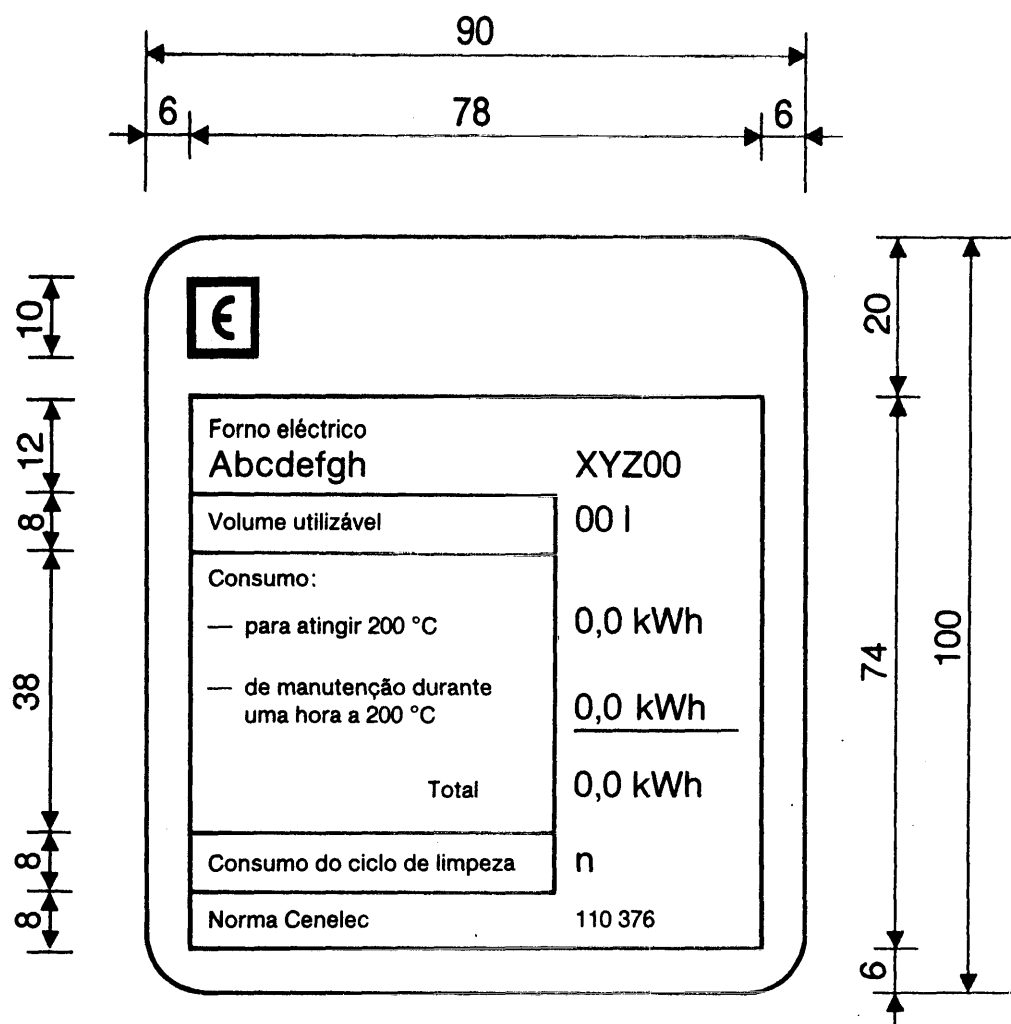 90
6 78 6
10
20
Є
12
Forno eléctrico
Abcdefgh XYZ00
8
Volume utilizável 00 l
38
Consumo:
— para atingir 200 °C 0,0 kWh
74
100
— de manutenção durante
uma hora a 200 °C 0,0 kWh
Total 0,0 kWh
8
Consumo do ciclo de limpeza n
8
Norma Cenelec 110 376
6